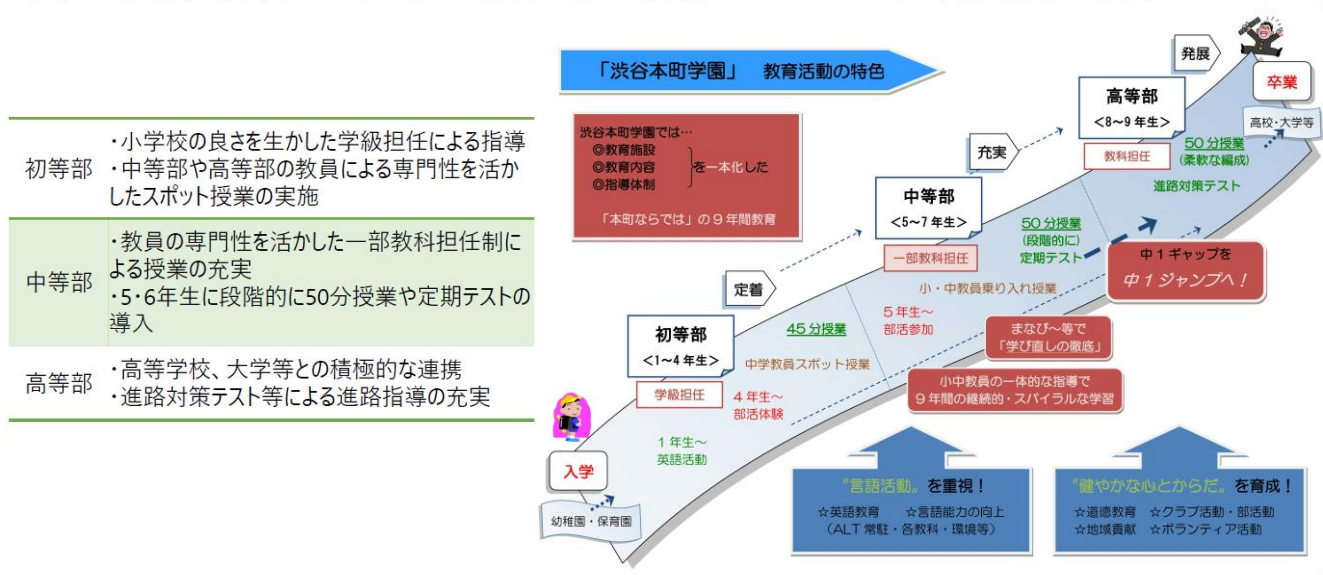 初等部
・小学校の良さを生かした学級担任による指導
・中等部や高等部の教員による専門性を活か
したスポット授業の実施
中等部
・教員の専門性を活かした一部教科担任制に
よる授業の充実
・5・6年生に段階的に50分授業や定期テストの
導入
高等部
・高等学校、大学等との積極的な連携
・進路対策テスト等による進路指導の充実
「渋谷本町学園」 教育活動の特色
渋谷本町学園では…
◎教育施設
◎教育内容
◎指導体制
を一本化した
「本町ならでは」の9年間教育
発展
卒業
高校・大学等
高等部
<8~9年生>
教科担任
50分授業
(柔軟な編成)
進路対策テスト
充実
中等部
<5~7年生>
一部教科担任
50分授業
(段階的に)
定期テスト
小・中教員乗り入れ授業
5年生~
部活参加
中1ギャップを
中1ジャンプへ!
定着
初等部
<1~4年生>
学級担任
45分授業
中学教員スポット授業
4年生~
部活体験
1年生~
英語活動
まなび~等で
「学び直しの徹底」
小中教員の一体的な指導で
9年間の継続的・スパイラルな学習
入学
幼稚園・保育園
"言語活動"を重視!
☆英語教育 ☆言語能力の向上
(ALT常駐・各教科・環境等)
"健やかな心とからだ"を育成!
☆道徳教育 ☆クラブ活動・部活動
☆地域貢献 ☆ボランティア活動